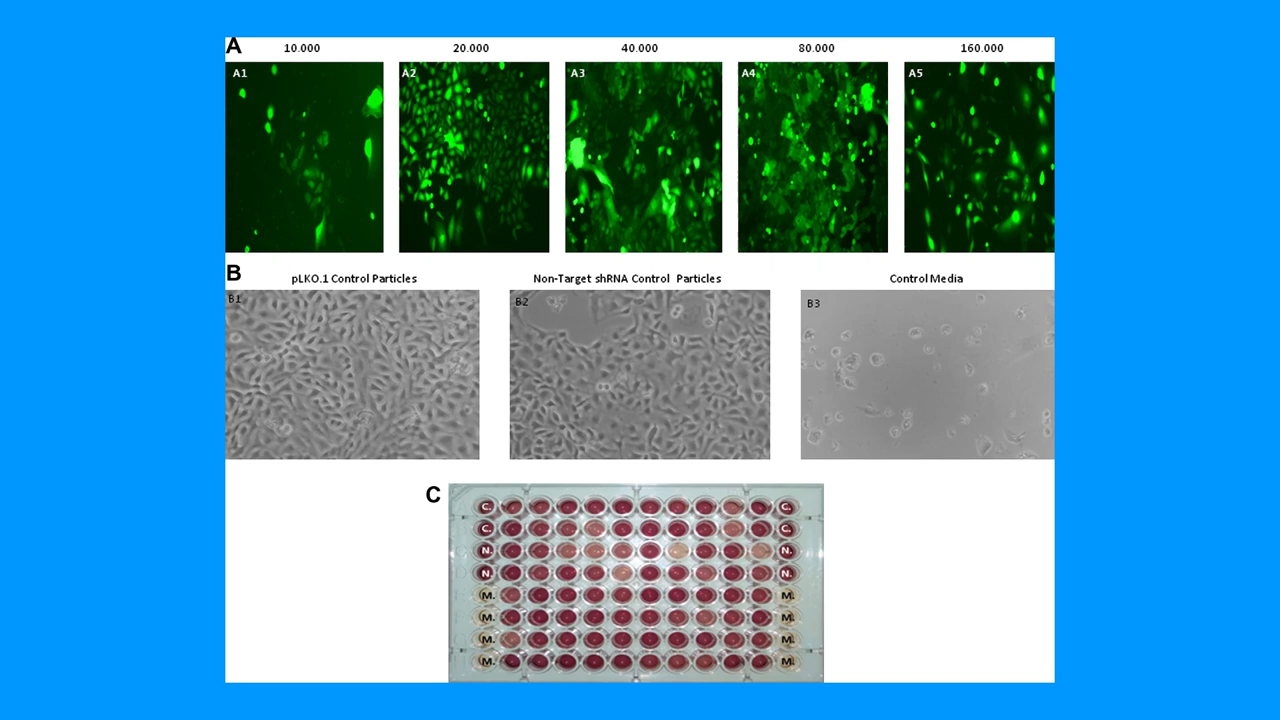 A
10.000 20.000 40.000 80.000 160.000
A1 A2 A3 A4 A5
B
pLKO.1 Control Particles Non-Target shRNA Control Particles Control Media
B1 B2 B3
C
C. C.
C. C.
N. N.
N. N.
M. M.
M. M.
M. M.
M. M.